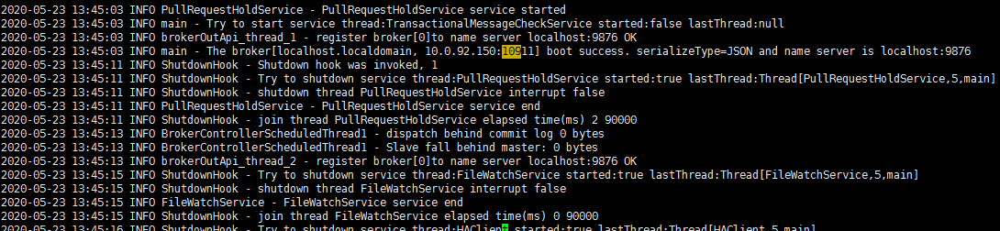 2020-05-23 13:45:03 INFO PullRequestHoldService - PullRequestHoldService service started
2020-05-23 13:45:03 INFO main - Try to start service thread:TransactionalMessageCheckService started:false lastThread:null
2020-05-23 13:45:03 INFO brokerOutApi_thread_1 - register broker[0]to name server localhost:9876 OK
2020-05-23 13:45:03 INFO main - The broker[localhost.localdomain, 10.0.92.150:10911] boot success. serializeType=JSON and name server is localhost:9876
2020-05-23 13:45:11 INFO ShutdownHook - Shutdown hook was invoked, 1
2020-05-23 13:45:11 INFO ShutdownHook - Try to shutdown service thread:PullRequestHoldService started:true lastThread:Thread[PullRequestHoldService,5,main]
2020-05-23 13:45:11 INFO ShutdownHook - shutdown thread PullRequestHoldService interrupt false
2020-05-23 13:45:11 INFO PullRequestHoldService - PullRequestHoldService service end
2020-05-23 13:45:11 INFO ShutdownHook - join thread PullRequestHoldService elapsed time(ms) 2 90000
2020-05-23 13:45:13 INFO BrokerControllerScheduledThread1 - dispatch behind commit log 0 bytes
2020-05-23 13:45:13 INFO BrokerControllerScheduledThread1 - Slave fall behind master: 0 bytes
2020-05-23 13:45:13 INFO brokerOutApi_thread_2 - register broker[0]to name server localhost:9876 OK
2020-05-23 13:45:15 INFO ShutdownHook - Try to shutdown service thread:FileWatchService started:true lastThread:Thread[FileWatchService,5,main]
2020-05-23 13:45:15 INFO ShutdownHook - shutdown thread FileWatchService interrupt false
2020-05-23 13:45:15 INFO FileWatchService - FileWatchService service end
2020-05-23 13:45:15 INFO ShutdownHook - join thread FileWatchService elapsed time(ms) 0 90000
2020-05-23 13:45:16 INFO ShutdownHook - Try to shutdown service thread:HAClient started:true lastThread:Thread[HAClient,5,main]